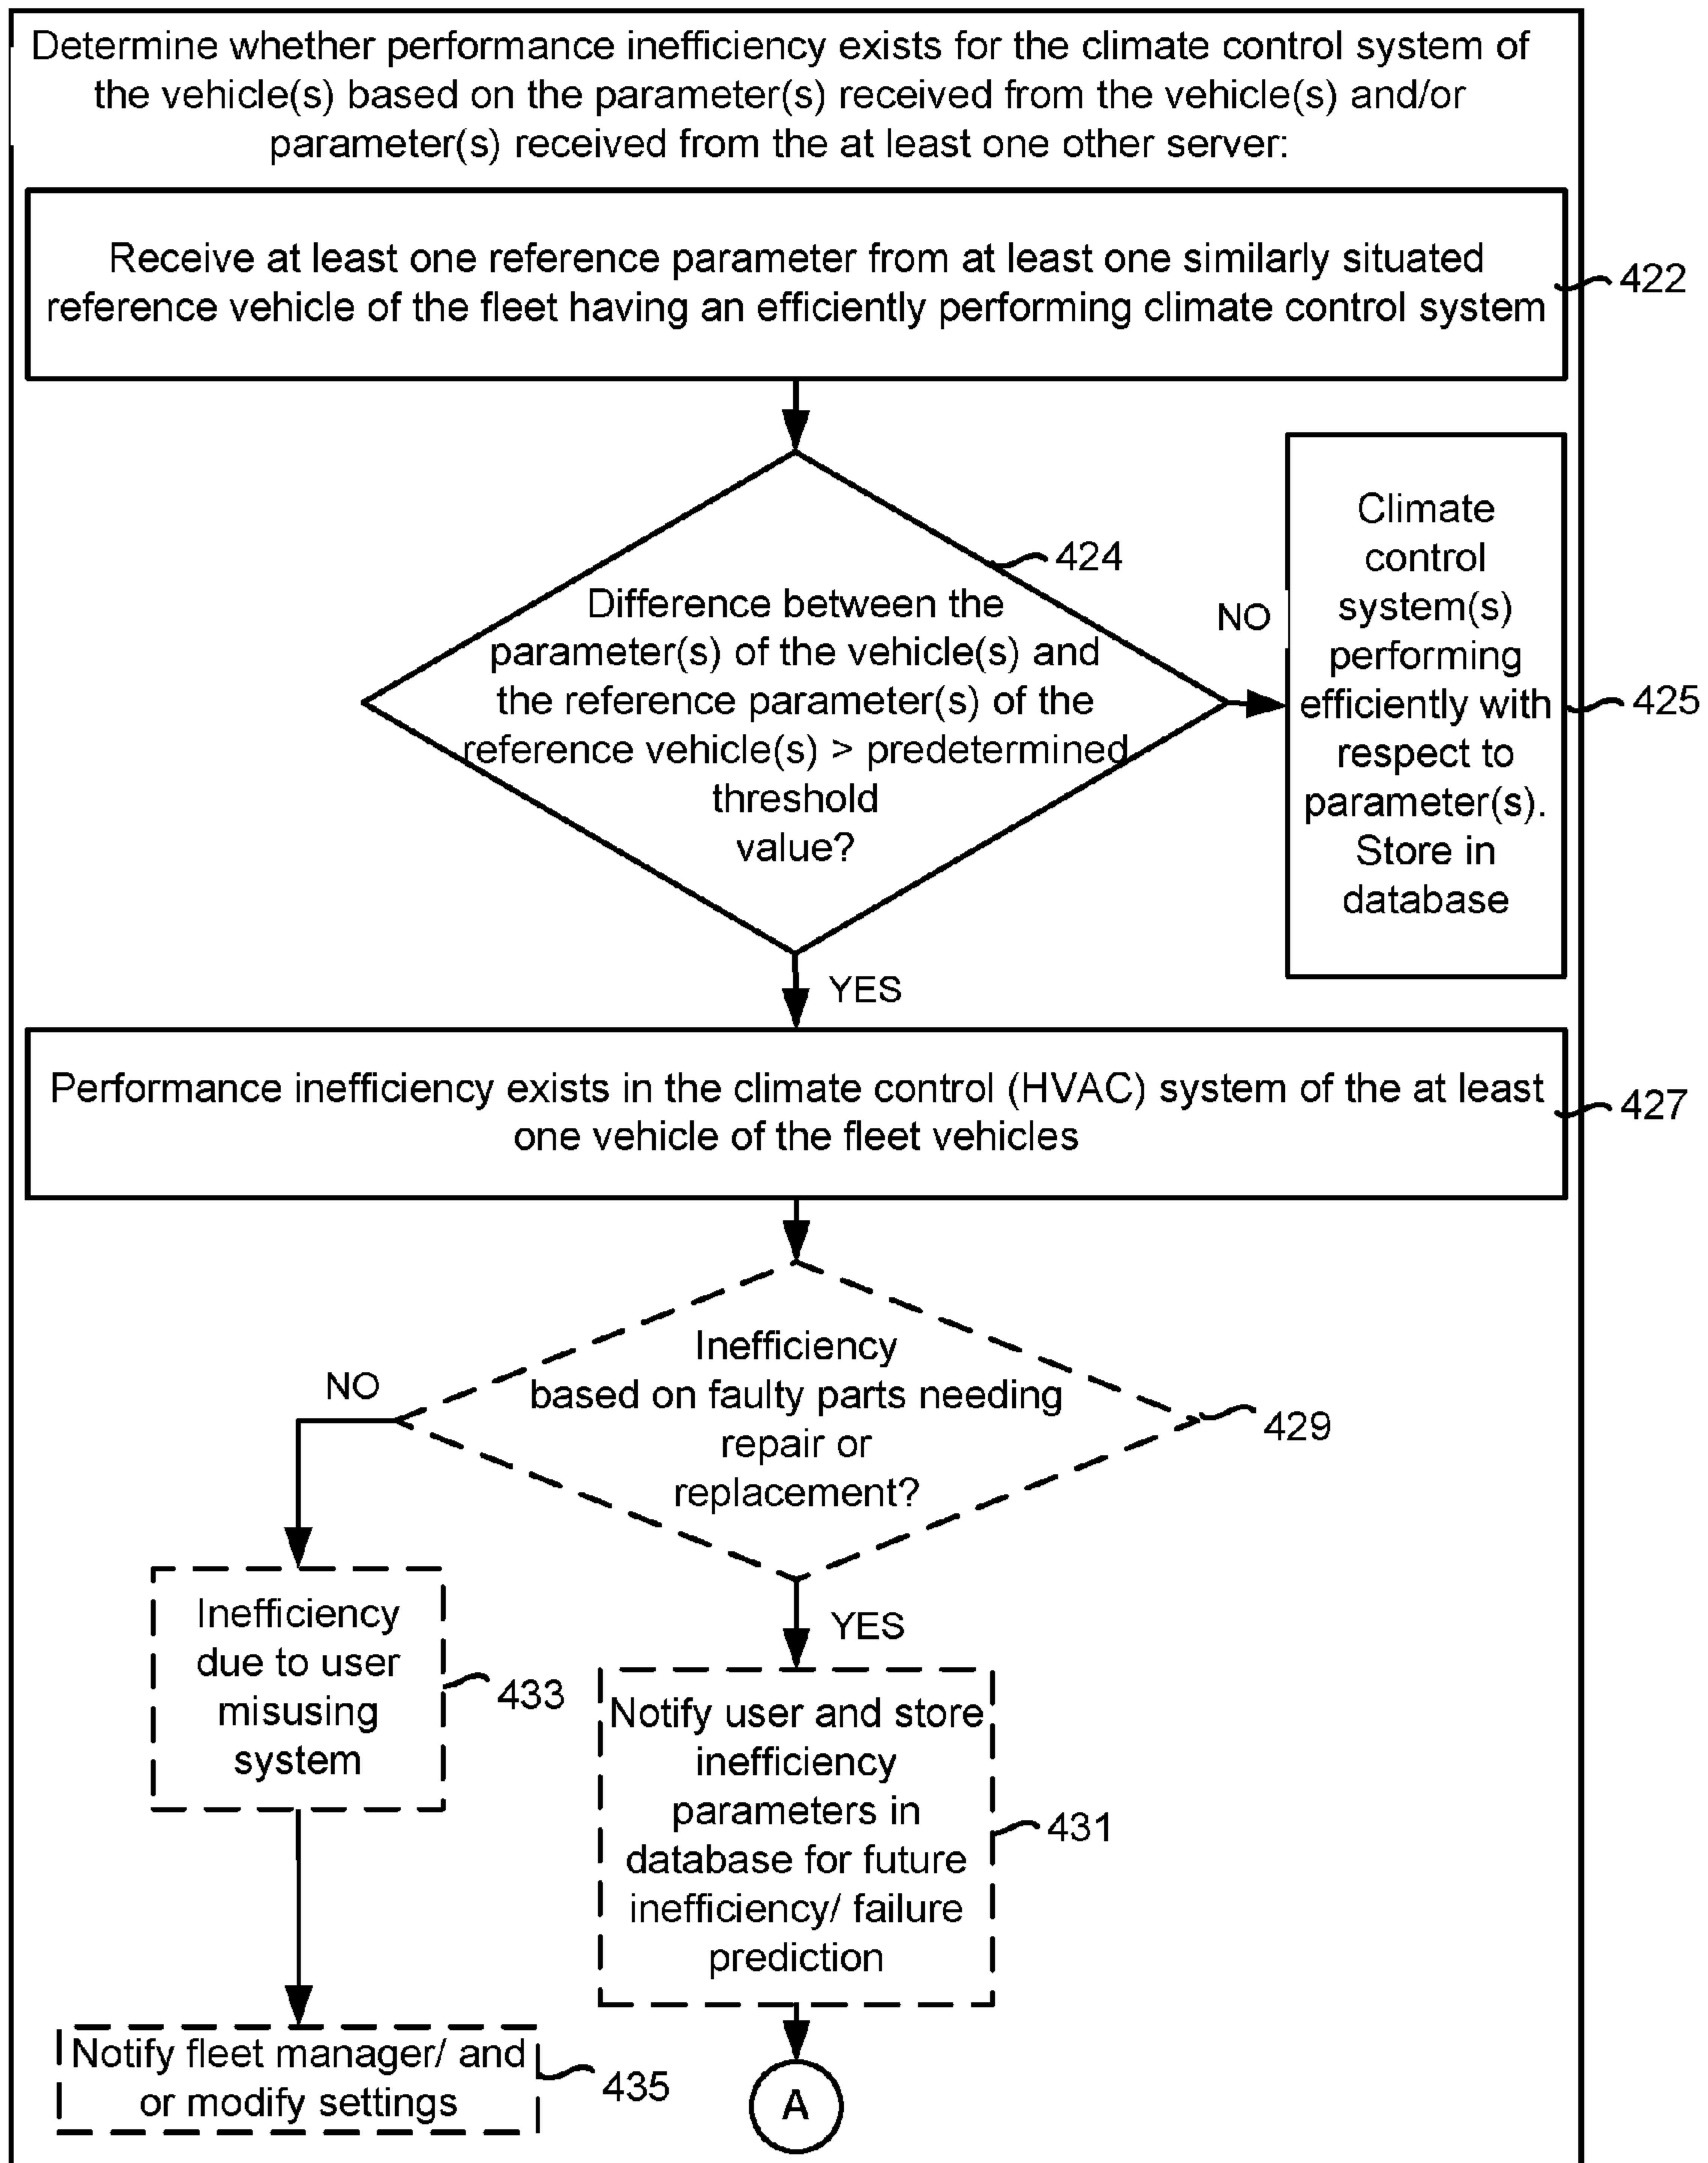 Determine whether performance inefficiency exists for the climate control system of
the vehicle(s) based on the parameter(s) received from the vehicle(s) and/or
parameter(s) received from the at least one other server:
Receive at least one reference parameter from at least one similarly situated
reference vehicle of the fleet having an efficiently performing climate control system
422
424
Difference between the
parameter(s) of the vehicle(s) and
the reference parameter(s) of the
reference vehicle(s) > predetermined
threshold
value?
NO
Climate
control
system(s)
performing
efficiently with
respect to
parameter(s).
Store in
database
425
YES
Performance inefficiency exists in the climate control (HVAC) system of the at least
one vehicle of the fleet vehicles
427
Inefficiency
based on faulty parts needing
repair or
replacement?
429
NO
YES
Inefficiency
due to user
misusing
system
433
Notify user and store
inefficiency
parameters in
database for future
inefficiency/ failure
prediction
431
Notify fleet manager/ and
or modify settings
435
A